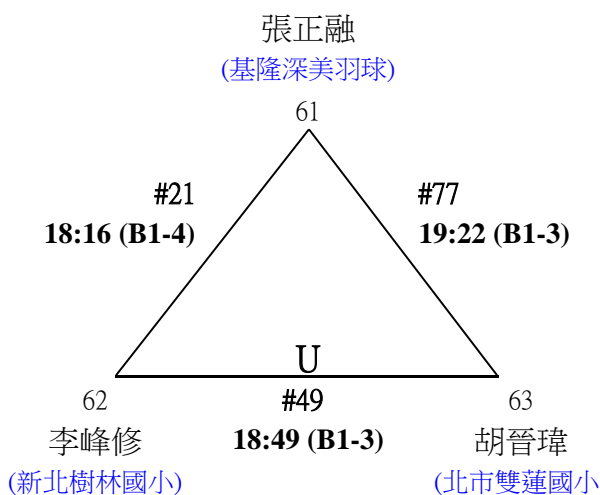 張正融
(基隆深美羽球)
61
#21
#77
18:16 (B1-4)
19:22 (B1-3)
U
62
#49
63
李峰修
18:49 (B1-3)
胡晉瑋
(新北樹林國小)
(北市雙蓮國小